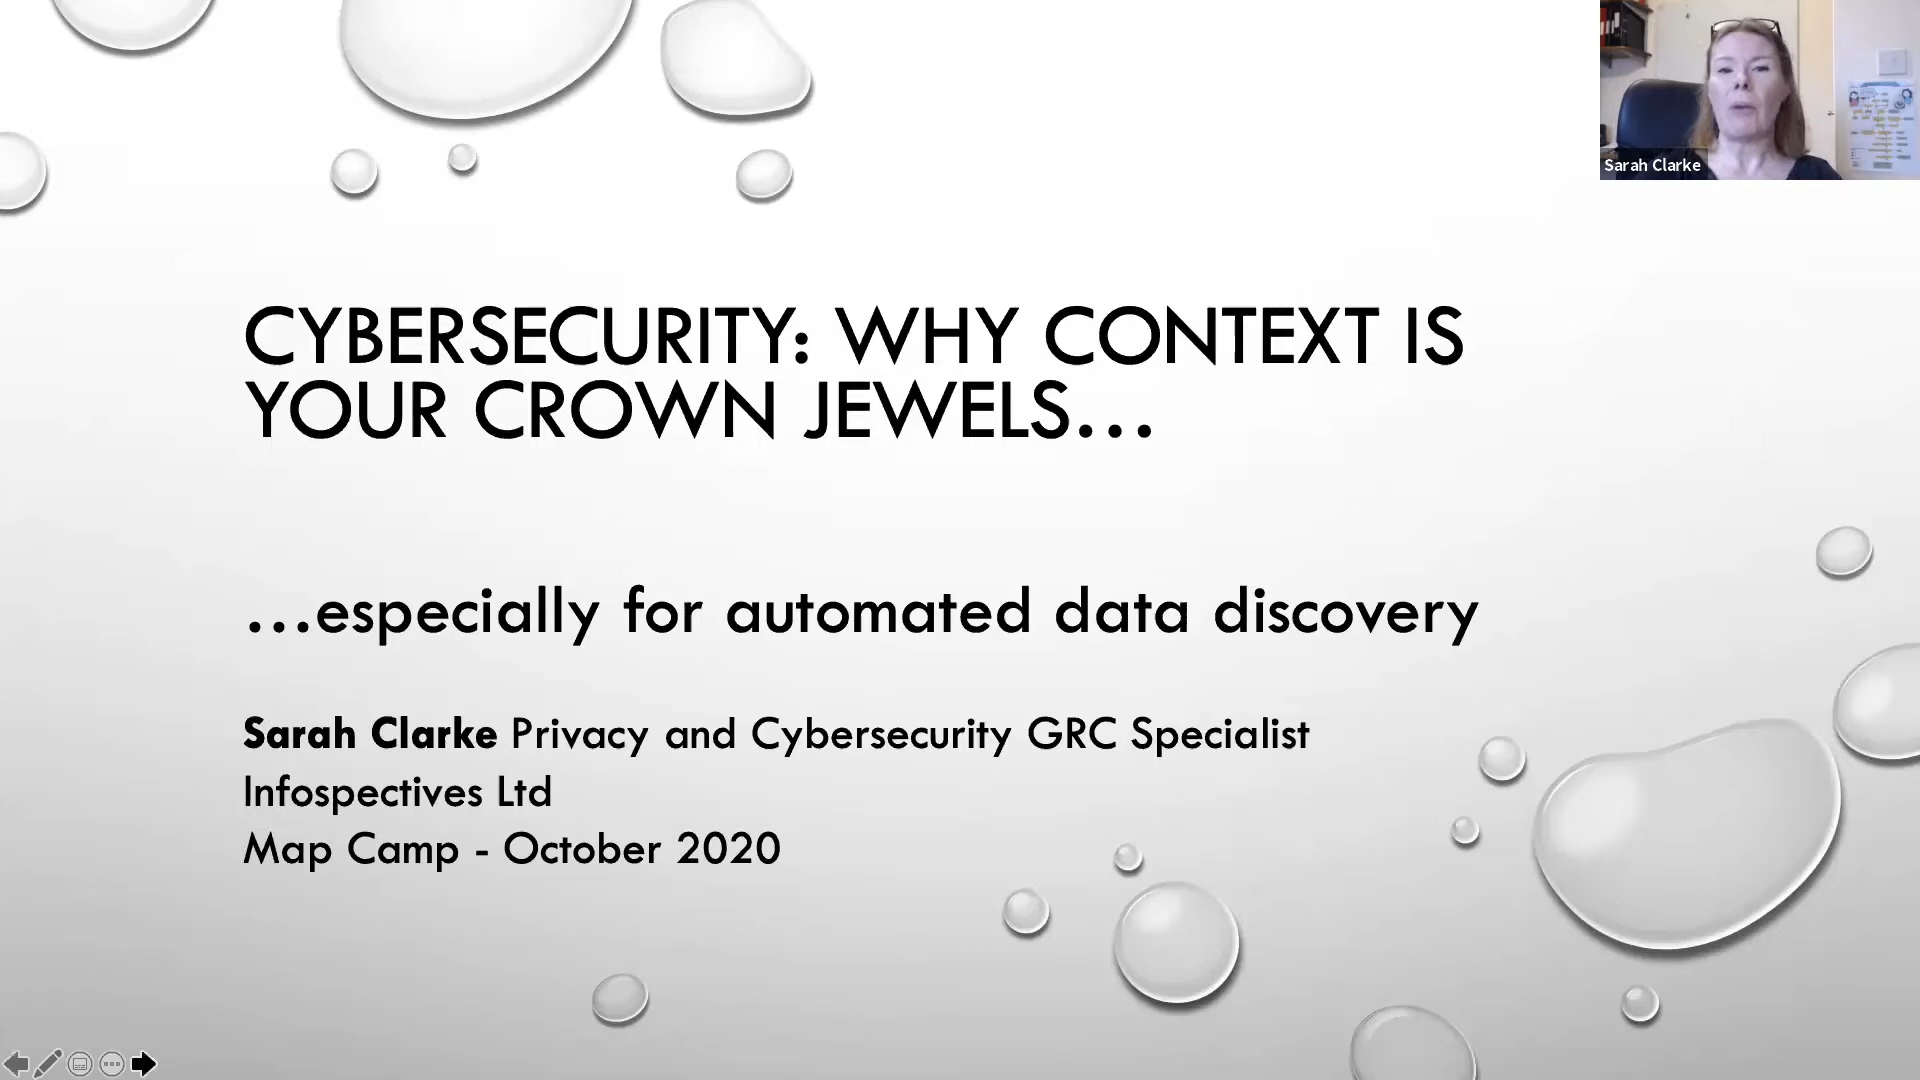 Sarah Clarke
CYBERSECURITY: WHY CONTEXT IS
YOUR CROWN JEWELS...
...especially for automated data discovery
Sarah Clarke Privacy and Cybersecurity GRC Specialist
Infospectives Ltd
Map Camp - October 2020